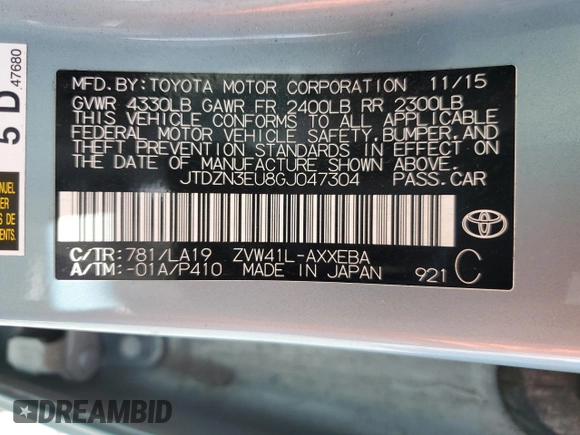 MFD. BY: TOYOTA MOTOR CORPORATION 11/15
GVWR 4330LB GAWR FR 2400LB RR 2300LB
THIS VEHICLE CONFORMS TO ALL APPLICABLE
FEDERAL MOTOR VEHICLE SAFETY, BUMPER, AND
THEFT PREVENTION STANDARDS IN EFFECT ON
THE DATE OF MANUFACTURE SHOWN ABOVE.
JTDZN3EU8GJ047304 PASS.CAR
C/TR: 781/LA19 ZVW41L-AXXEBA
A/TM: -01A/P410 MADE IN JAPAN 921 C
TOYOTA
5 D
47680
DREAMBID